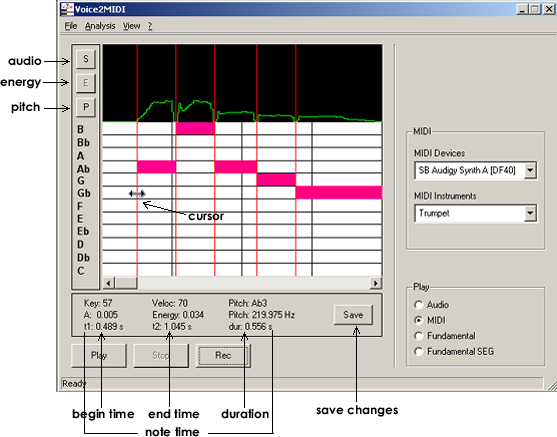 Voice2MIDI
File Analysis View ?
audio S
energy E
pitch P
B
Bb
A
Ab
G
Gb
F
E
Eb
D
Db
C
cursor
MIDI
MIDI Devices
SB Audigy Synth A [DF40]
MIDI Instruments
Trumpet
Key: 57 Veloc: 70 Pitch: Ab3
A: 0.005 Energy: 0.034 Pitch: 219.975 Hz
t1: 0.489 s t2: 1.045 s dur: 0.556 s
Save
Play
Audio
MIDI
Fundamental
Fundamental SEG
Play Stop Rec
Ready
begin time end time duration save changes
note time